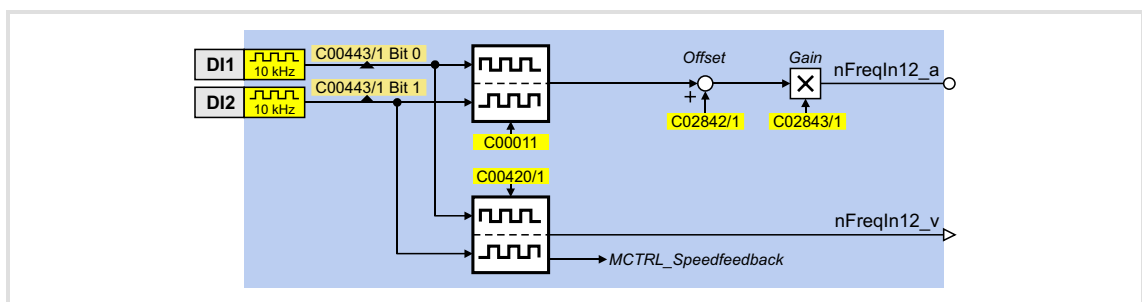 DI1
10 kHz
C00443/1 Bit 0
DI2
10 kHz
C00443/1 Bit 1
C00011
Offset
+
C02842/1
Gain
C02843/1
nFreqIn12_a
C00420/1
nFreqIn12_v
MCTRL_Speedfeedback